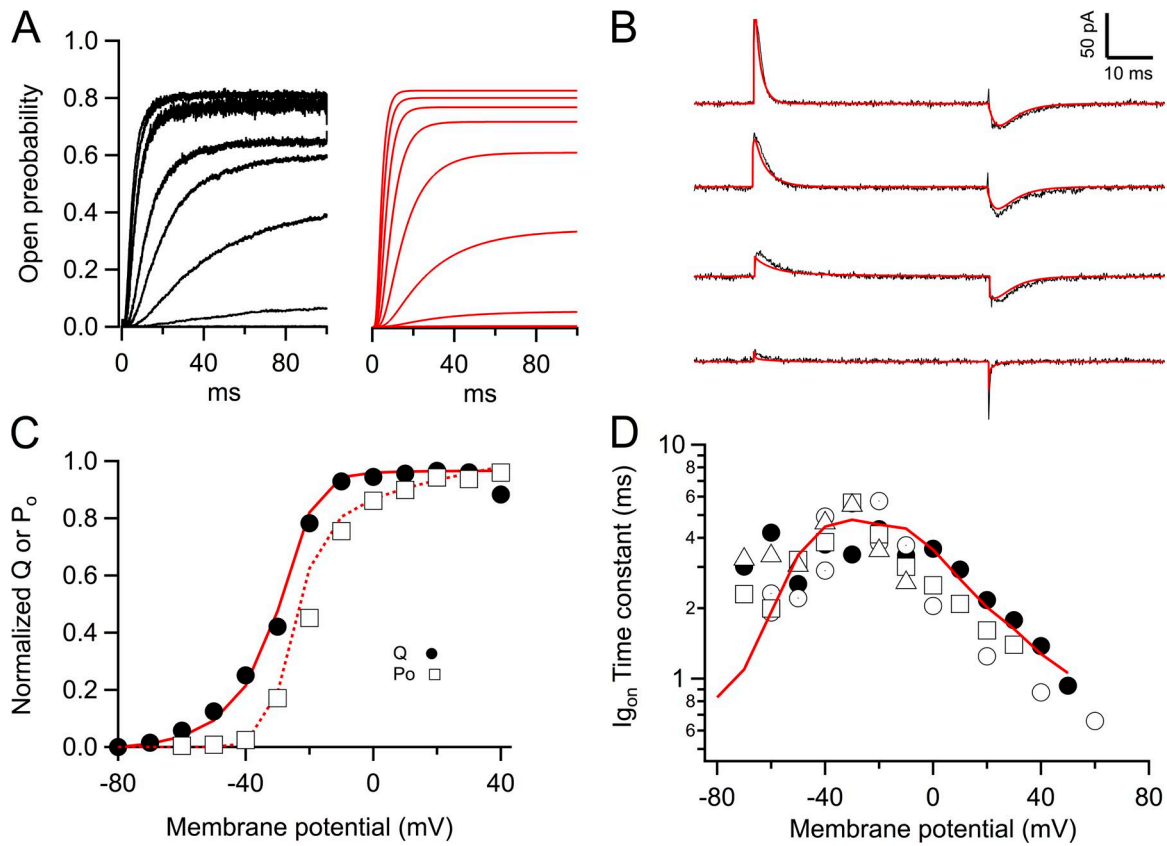 A
B
1.0
0.8
0.6
0.4
0.2
0.0
Open preobability
0
40
80
ms
0
40
80
ms
50 pA
10 ms
C
D
1.0
0.8
0.6
0.4
0.2
0.0
Normalized Q or Po
Q
Po
-80
-40
0
40
Membrane potential (mV)
10
8
6
4
2
1
8
6
Igon Time constant (ms)
-80
-40
0
40
80
Membrane potential (mV)